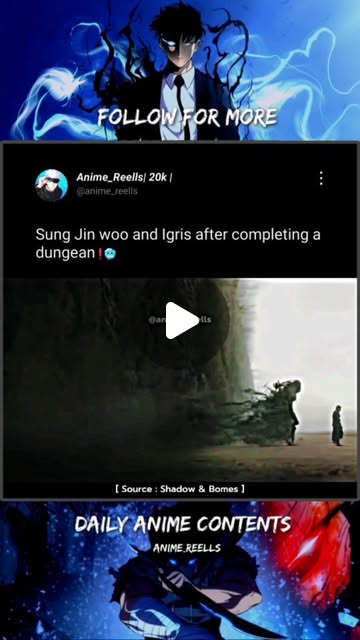 FOLLOW FOR MORE
Anime_Reells| 20k |
@anime_reells
Sung Jin woo and Igris after completing a
dungean❗🥶
[ Source : Shadow & Bomes ]
DAILY ANIME CONTENTS
ANIME_REELLS